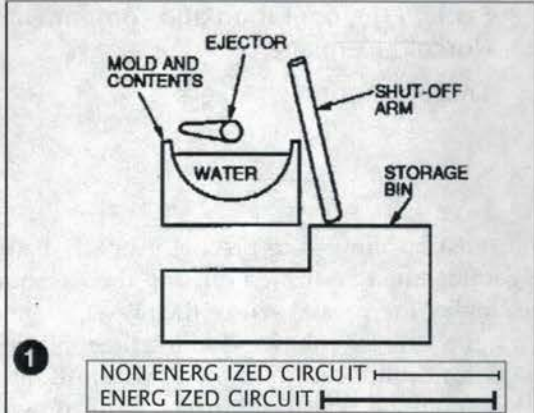 EJECTOR
MOLD AND
CONTENTS
SHUT-OFF
ARM
WATER
STORAGE
BIN
1
NON ENERG IZED CIRCUIT
ENERG IZED CIRCUIT